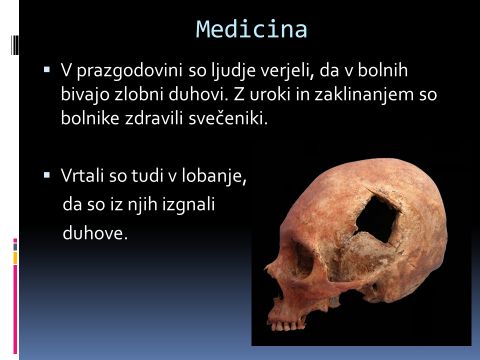 Medicina
V prazgodovini so ljudje verjeli, da v bolnih
bivajo zlobni duhovi. Z uroki in zaklinanjem so
bolnike zdravili svečeniki.
Vrtali so tudi v lobanje,
da so iz njih izgnali
duhove.